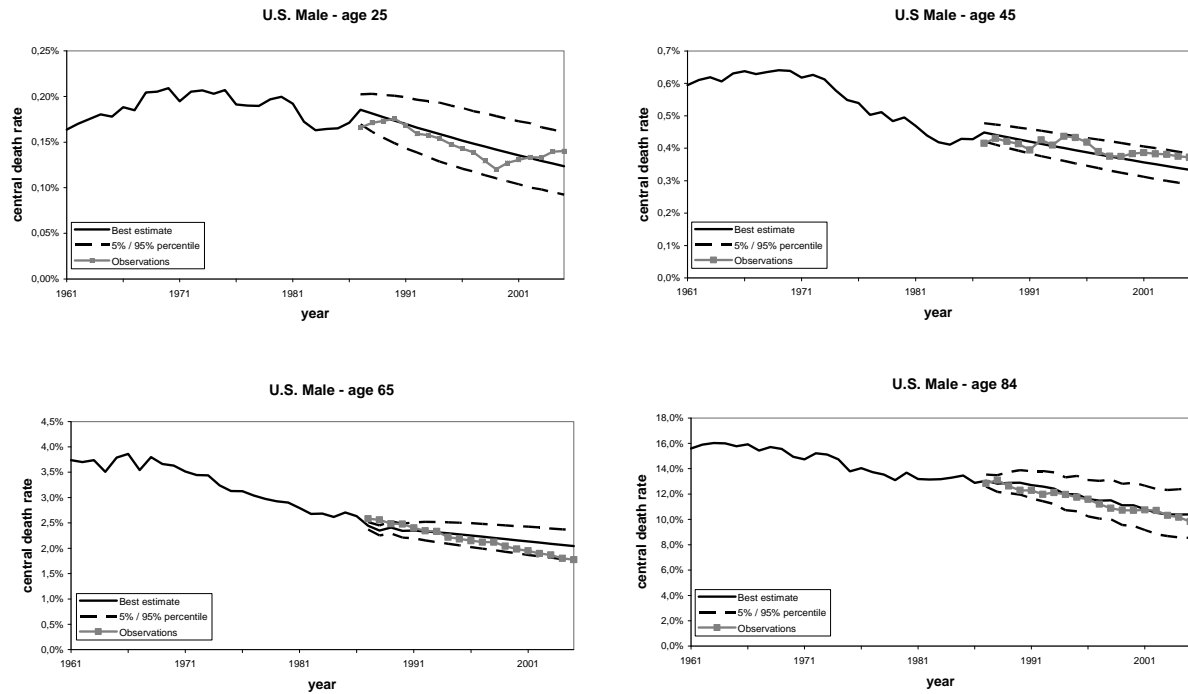 U.S. Male - age 25
0,25%
0,20%
0,15%
0,10%
0,05%
0,00%
central death rate
Best estimate
5% / 95% percentile
Observations
1961
1971
1981
1991
2001
year
U.S Male - age 45
0,7%
0,6%
0,5%
0,4%
0,3%
0,2%
0,1%
0,0%
central death rate
Best estimate
5% / 95% percentile
Observations
1961
1971
1981
1991
2001
year
U.S. Male - age 65
4,5%
4,0%
3,5%
3,0%
2,5%
2,0%
1,5%
1,0%
0,5%
0,0%
central death rate
Best estimate
5% / 95% percentile
Observations
1961
1971
1981
1991
2001
year
U.S. Male - age 84
18,0%
16,0%
14,0%
12,0%
10,0%
8,0%
6,0%
4,0%
2,0%
0,0%
central death rate
Best estimate
5% / 95% percentile
Observations
1961
1971
1981
1991
2001
year